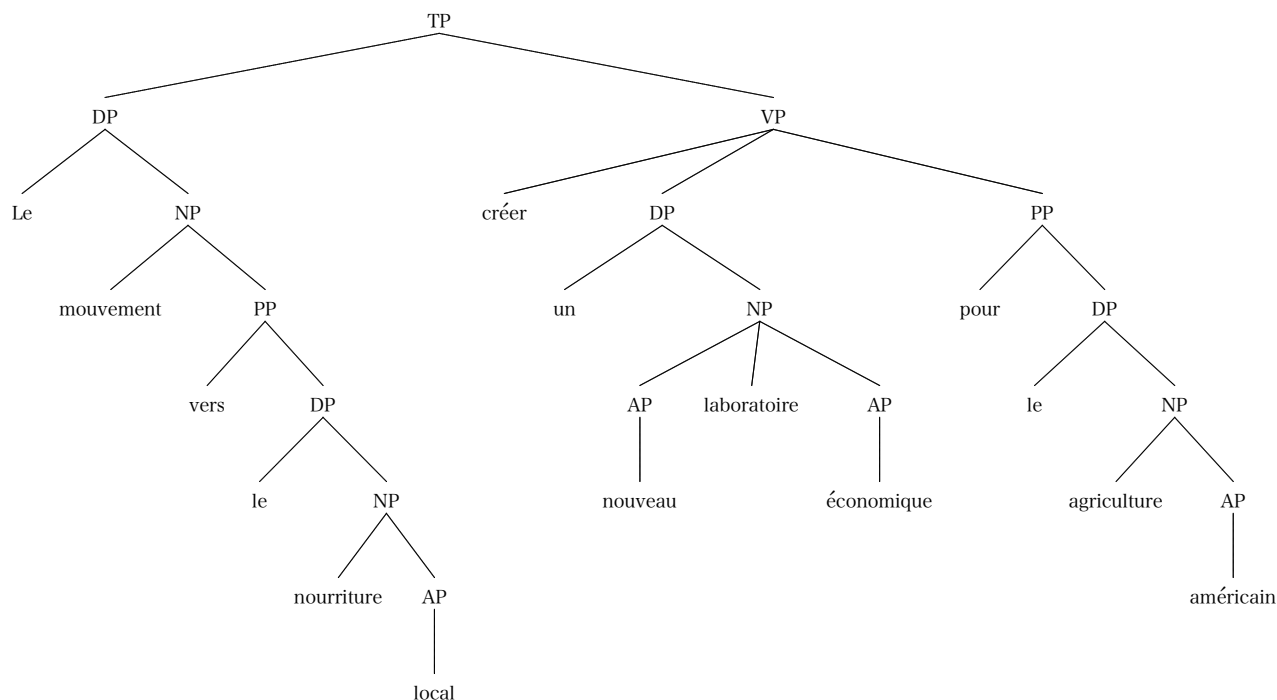 TP
DP VP
Le NP créer DP PP
mouvement PP un NP pour DP
vers DP AP laboratoire AP le NP
le NP nouveau économique agriculture AP
nourriture AP américain
local